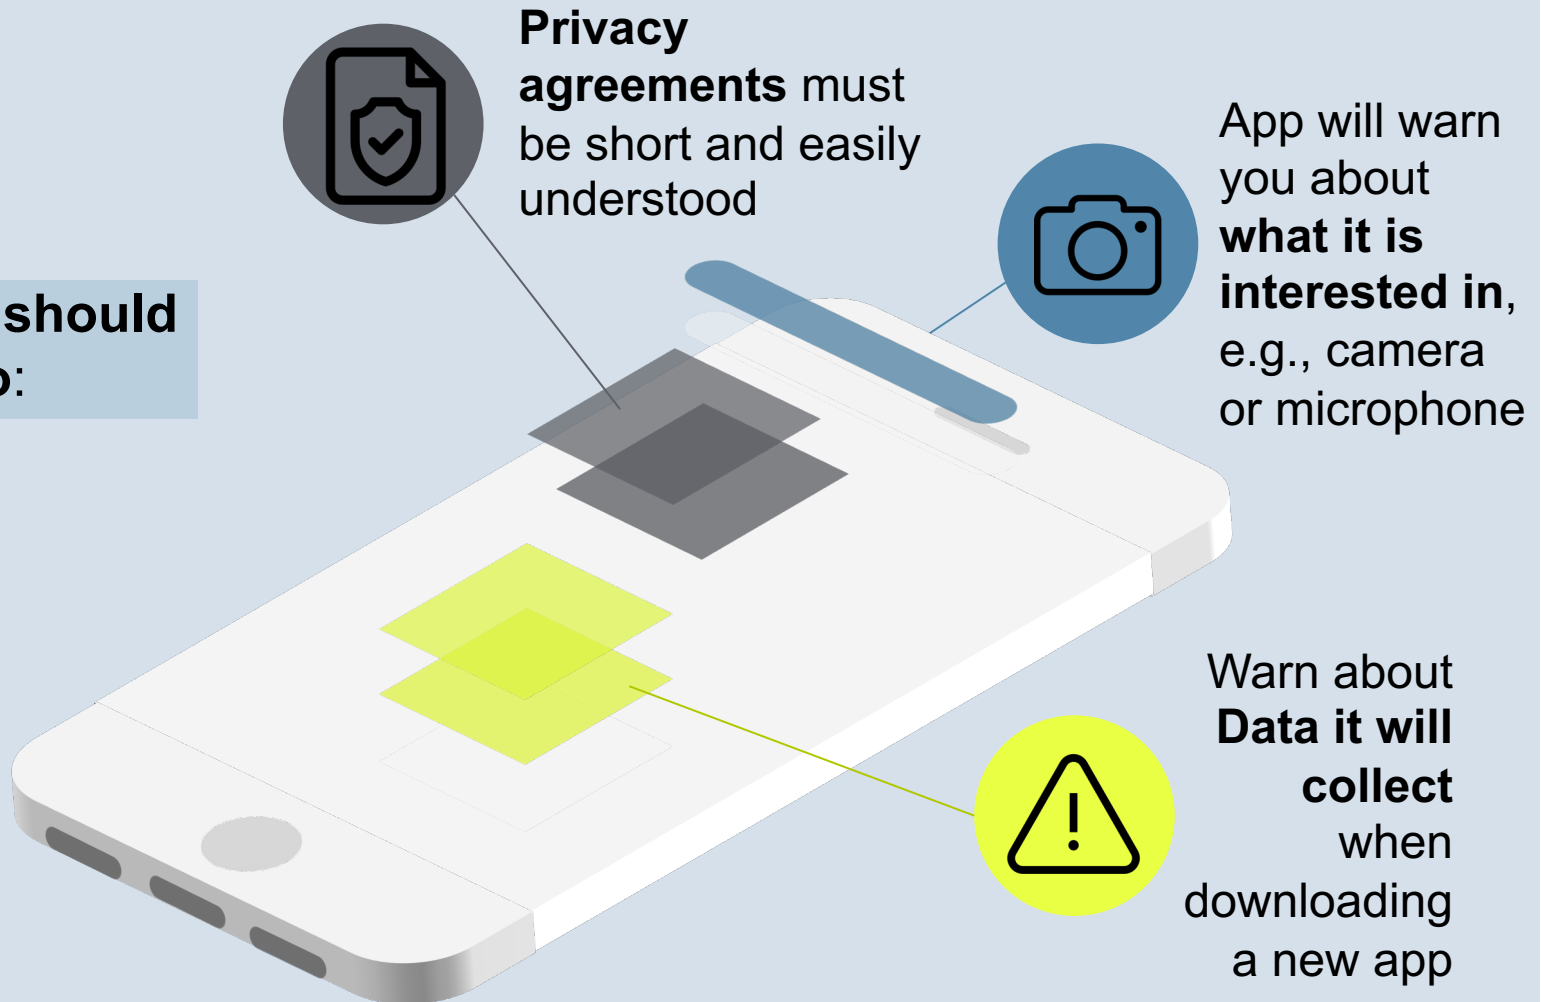 Privacy
agreements must
be short and easily
understood
App will warn
you about
what it is
interested in,
e.g., camera
or microphone
should
:
Warn about
Data it will
collect
when
downloading
a new app